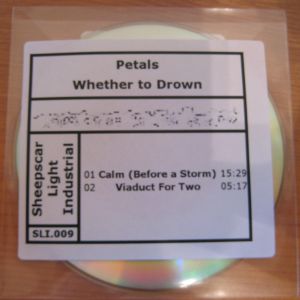 Petals
Whether to Drown
Sheepscar
Light
Industrial
SLI.009
01 Calm (Before a Storm) 15:29
02 Viaduct For Two 05:17